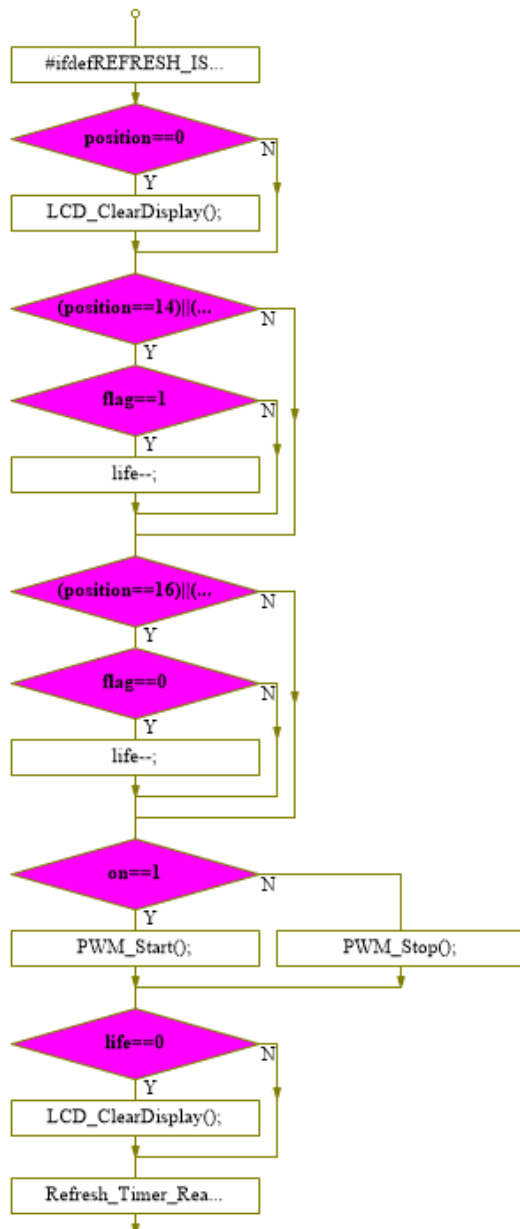 #ifdefREFRESH_IS...
position==0
N
Y
LCD_ClearDisplay();
(position==14)||(...
N
Y
flag==1
N
Y
life--;
(position==16)||(...
N
Y
flag==0
N
Y
life--;
on==1
N
Y
PWM_Start();
PWM_Stop();
life==0
N
Y
LCD_ClearDisplay();
Refresh_Timer_Rea...